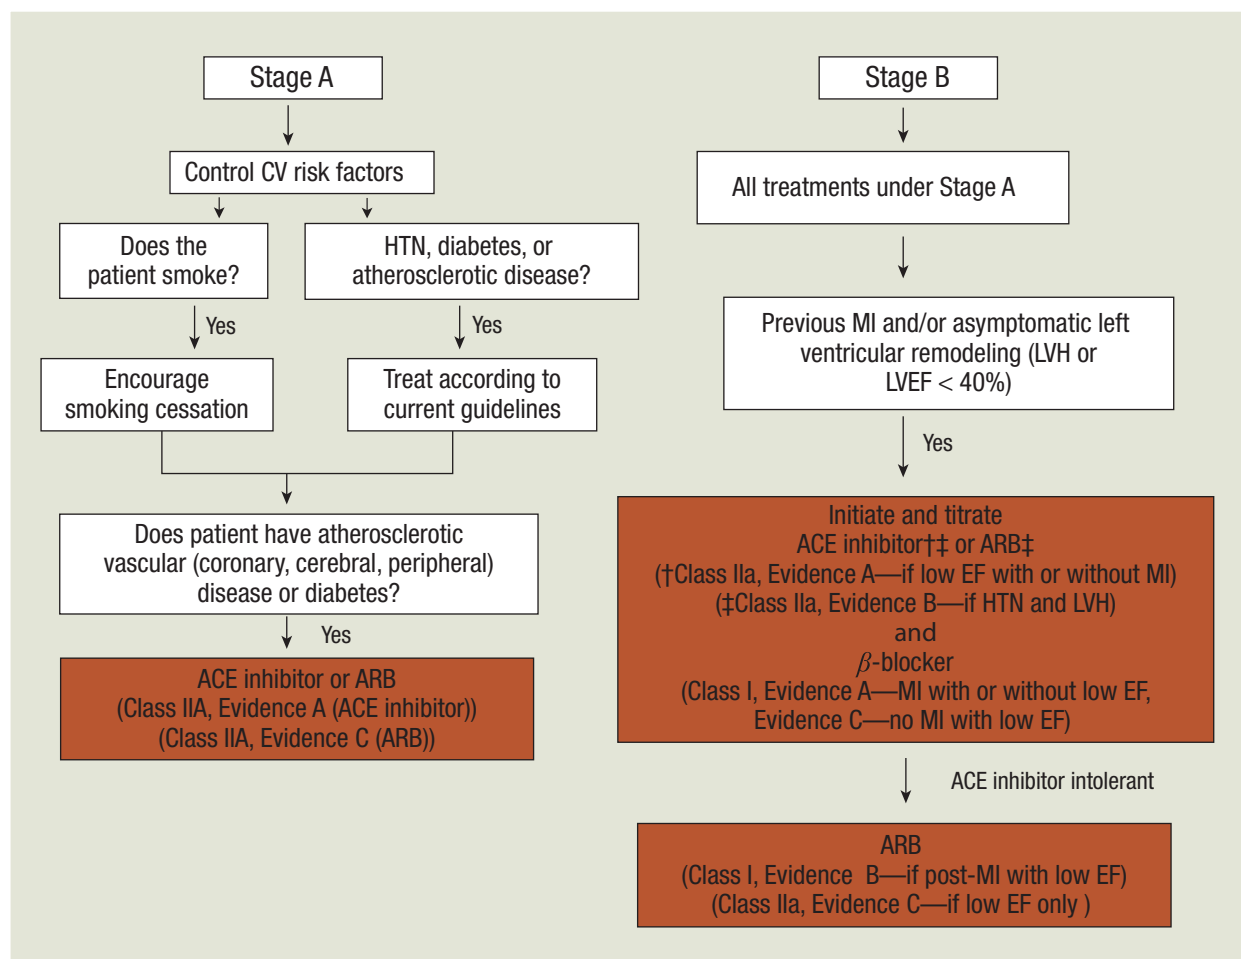 Stage A
Control CV risk factors
Does the
patient smoke?
HTN, diabetes, or
atherosclerotic disease?
Yes
Yes
Encourage
smoking cessation
Treat according to
current guidelines
Does patient have atherosclerotic
vascular (coronary, cerebral, peripheral)
disease or diabetes?
Yes
ACE inhibitor or ARB
(Class IIA, Evidence A (ACE inhibitor))
(Class IIA, Evidence C (ARB))
Stage B
All treatments under Stage A
Previous MI and/or asymptomatic left
ventricular remodeling (LVH or
LVEF < 40%)
Yes
Initiate and titrate
ACE inhibitor†‡ or ARB‡
(†Class IIa, Evidence A—if low EF with or without MI)
(‡Class IIa, Evidence B—if HTN and LVH)
and
β-blocker
(Class I, Evidence A—MI with or without low EF,
Evidence C—no MI with low EF)
ACE inhibitor intolerant
ARB
(Class I, Evidence B—if post-MI with low EF)
(Class IIa, Evidence C—if low EF only )